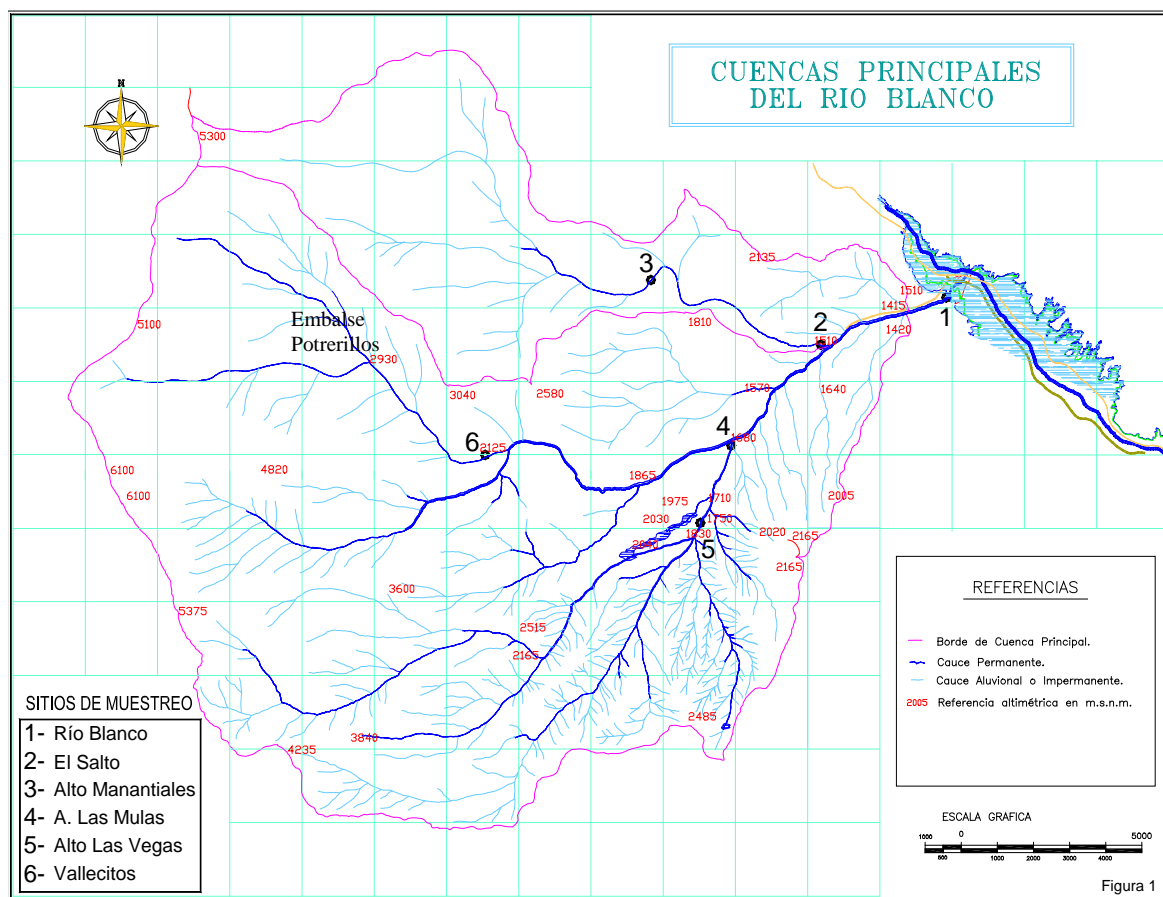 CUENCAS PRINCIPALES
DEL RIO BLANCO
N
5300
2135
3
1510
1415
1
1420
5100
Embalse
Potrerillos
1810
2
1510
2930
3040
2580
1570
1640
4
1680
6
2125
6100
4820
6100
1865
2005
1975
1710
2030
1750
1830
2020
2165
5
2165
3600
5375
2515
2165
2485
3840
4235
REFERENCIAS
Borde de Cuenca Principal.
Cauce Permanente.
Cauce Aluvional o Impermanente.
2005 Referencia altimétrica en m.s.n.m.
SITIOS DE MUESTREO
1- Río Blanco
2- El Salto
3- Alto Manantiales
4- A. Las Mulas
5- Alto Las Vegas
6- Vallecitos
ESCALA GRAFICA
1000 0 5000
500 1000 2000 3000 4000
Figura 1